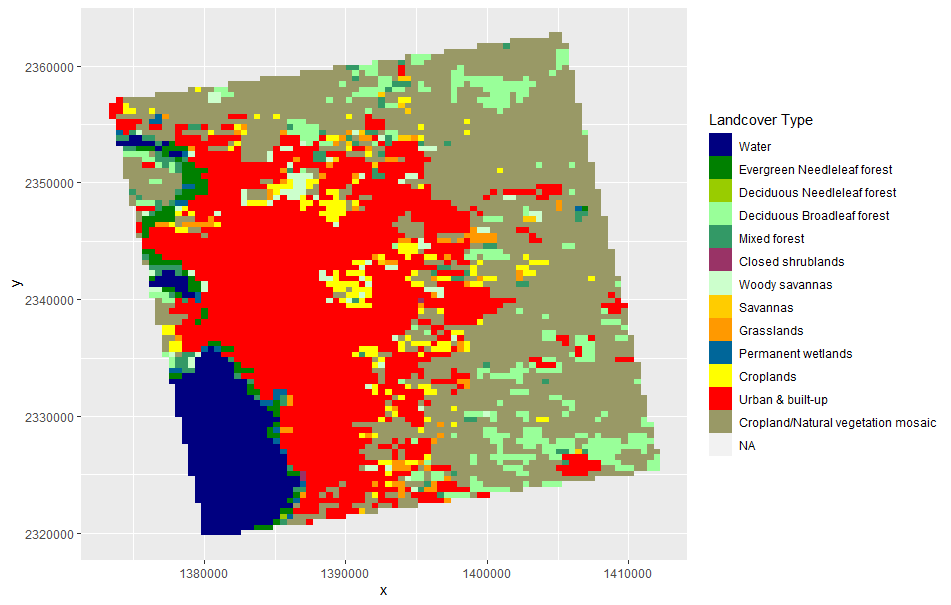 2360000
2350000
2340000
2330000
2320000
y
1380000
1390000
1400000
1410000
x
Landcover Type
Water
Evergreen Needleleaf forest
Deciduous Needleleaf forest
Deciduous Broadleaf forest
Mixed forest
Closed shrublands
Woody savannas
Savannas
Grasslands
Permanent wetlands
Croplands
Urban & built-up
Cropland/Natural vegetation mosaic
NA